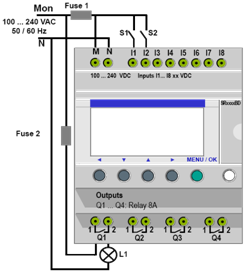 Mon
Fuse 1
100 ... 240 VAC
50 / 60 Hz
N
S1
S2
M N I1 I2 I3 I4 I5 I6 I7 I8
100 ... 240 VDC Inputs I1... I8 xx VDC
Fuse 2
MENU / OK
Outputs
Q1 ... Q4: Relay 8A
1 2 1 2 1 2 1 2
Q1 Q2 Q3 Q4
L1